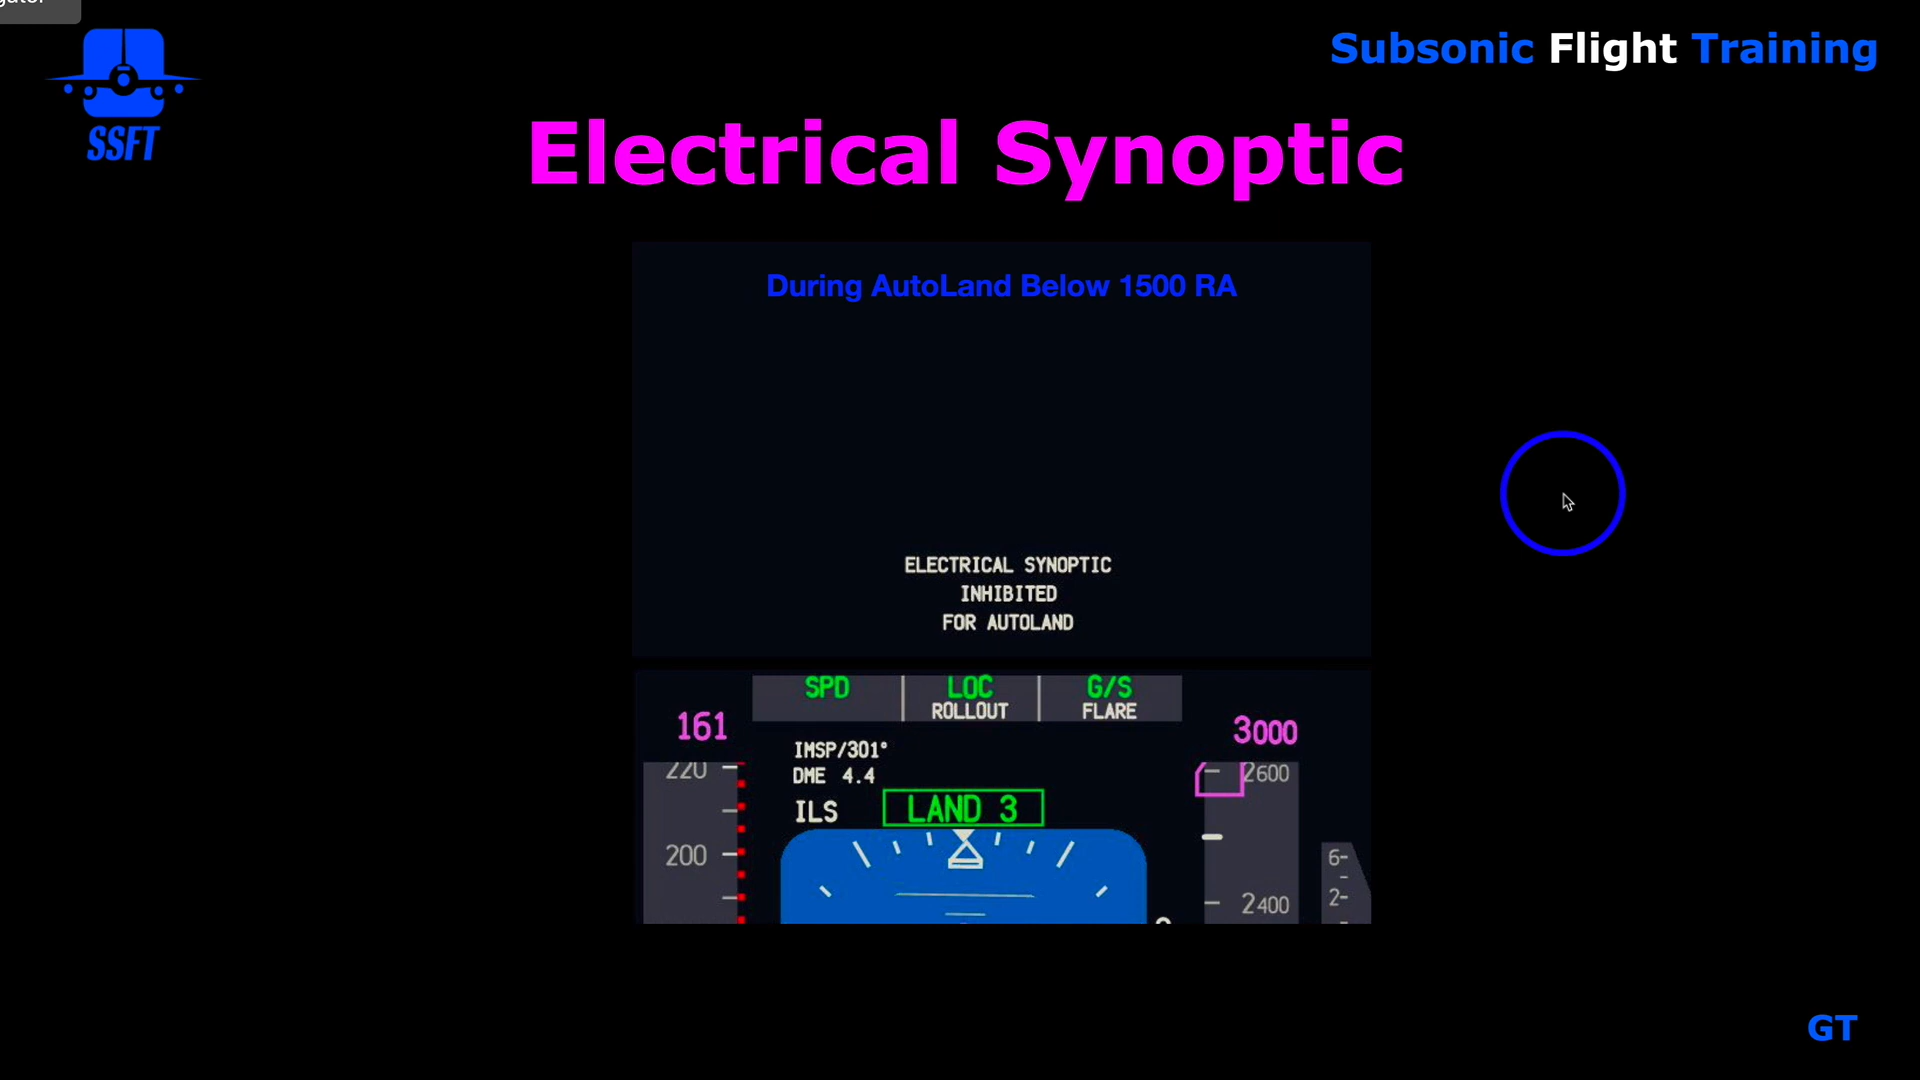 Subsonic Flight Training
SSFT
Electrical Synoptic
During AutoLand Below 1500 RA
ELECTRICAL SYNOPTIC
INHIBITED
FOR AUTOLAND
SPD LOC G/S
ROLLOUT FLARE
161
3000
IMSP/301°
DME 4.4
ILS LAND 3
220
2600
200
6-
2-
2400
GT